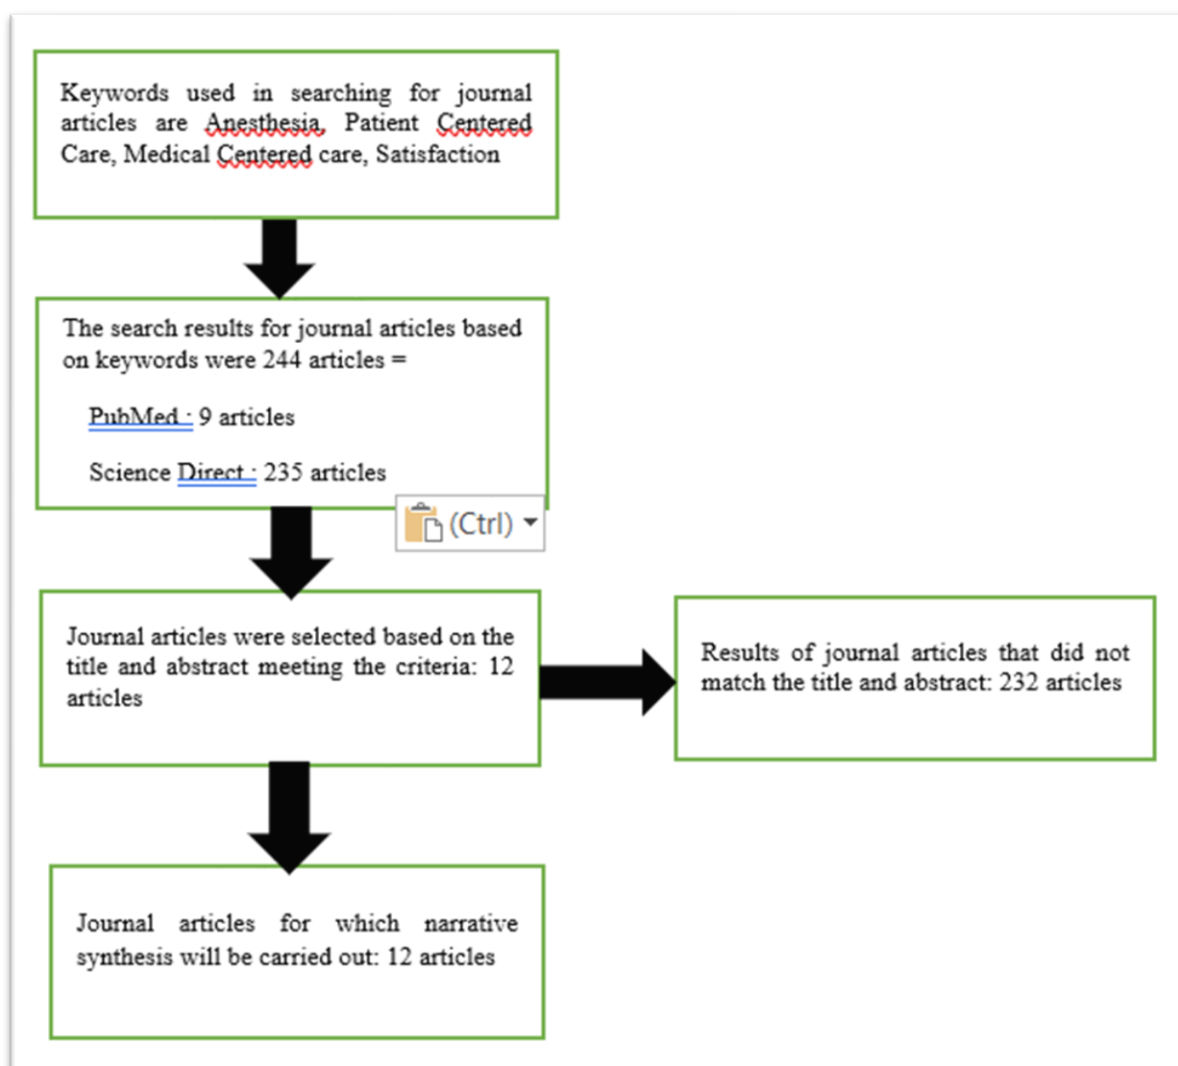 Keywords used in searching for journal
articles are Anesthesia, Patient Centered
Care, Medical Centered care, Satisfaction
The search results for journal articles based
on keywords were 244 articles =
PubMed : 9 articles
Science Direct : 235 articles
(Ctrl)
Journal articles were selected based on the
title and abstract meeting the criteria: 12
articles
Results of journal articles that did not
match the title and abstract: 232 articles
Journal articles for which narrative
synthesis will be carried out: 12 articles